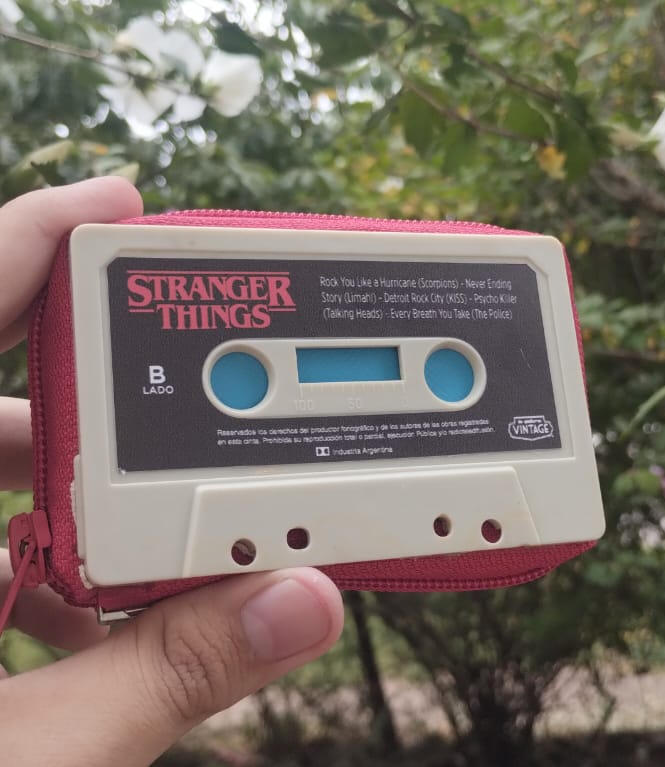 STRANGER
THINGS
Rock You Like a Hurricane (Scorpions) - Never Ending
Story (Limahl) - Detroit Rock City (KISS) - Psycho Killer
(Talking Heads) - Every Breath You Take (The Police)
B
LADO
100 50 0
Reservados los derechos del productor fonográfico y de los autores de las obras registradas
en esta cinta. Prohibida su reproducción total o parcial, ejecución Pública y/o radioteledifusión.
Industria Argentina
VINTAGE